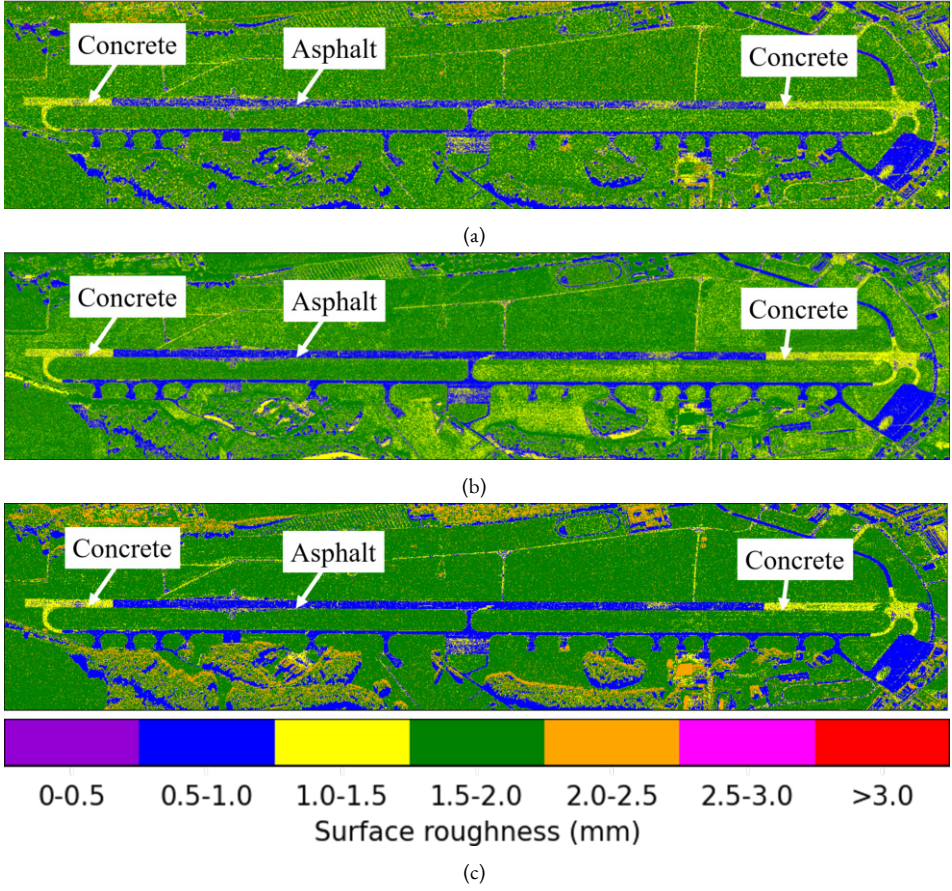 Concrete
Asphalt
Concrete
(a)
Concrete
Asphalt
Concrete
(b)
Concrete
Asphalt
Concrete
0-0.5 0.5-1.0 1.0-1.5 1.5-2.0 2.0-2.5 2.5-3.0 >3.0
Surface roughness (mm)
(c)